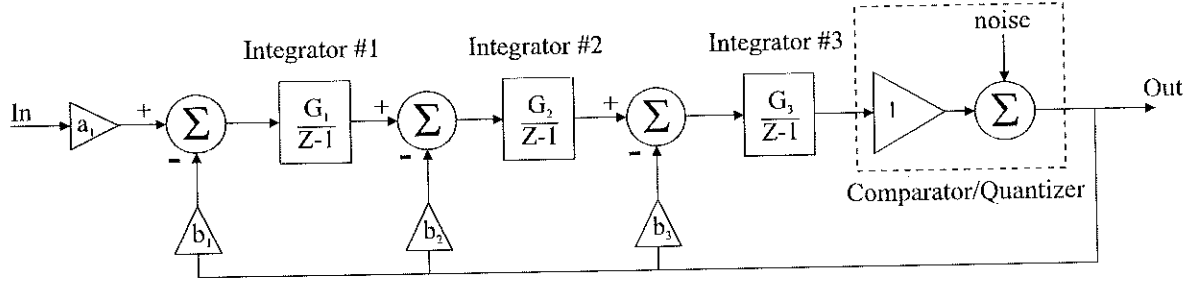 noise
Integrator #1
Integrator #2
Integrator #3
In
a₁
+
Σ
-
G₁
Z-1
+
Σ
-
G₂
Z-1
+
Σ
-
G₃
Z-1
1
Σ
Out
Comparator/Quantizer
b₁
b₂
b₃